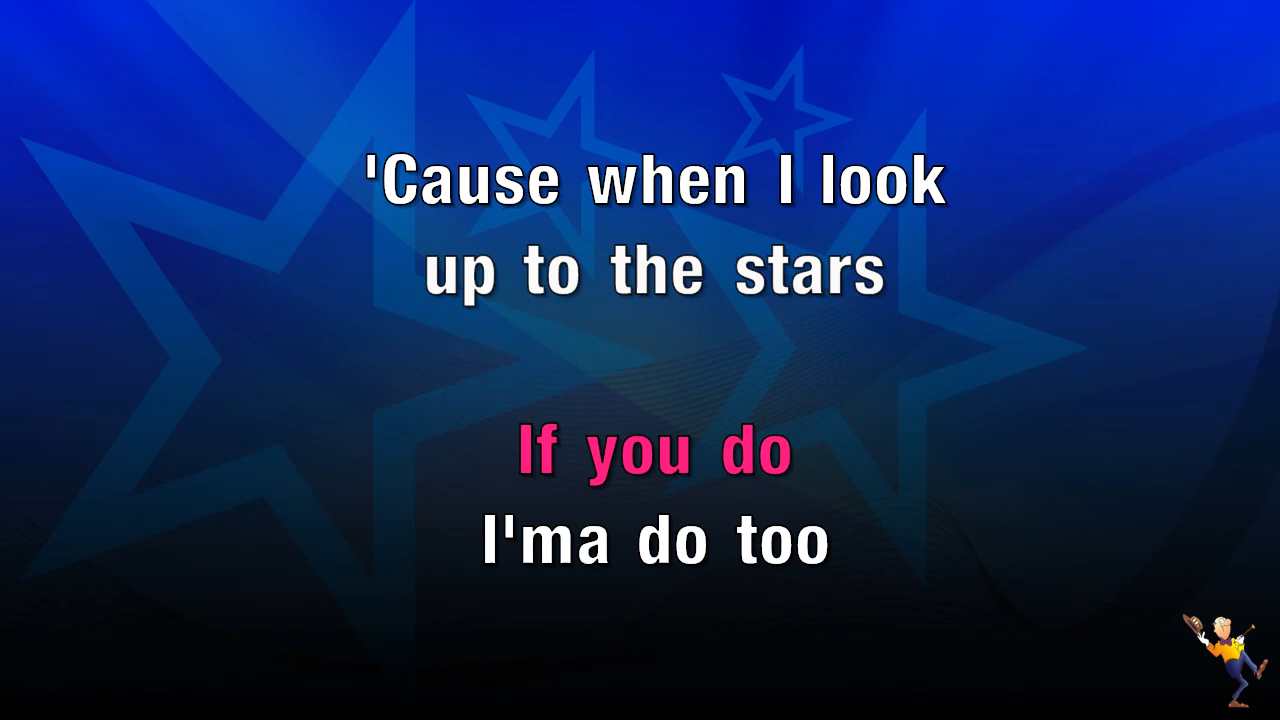 'Cause when I look
up to the stars
If you do
I'ma do too